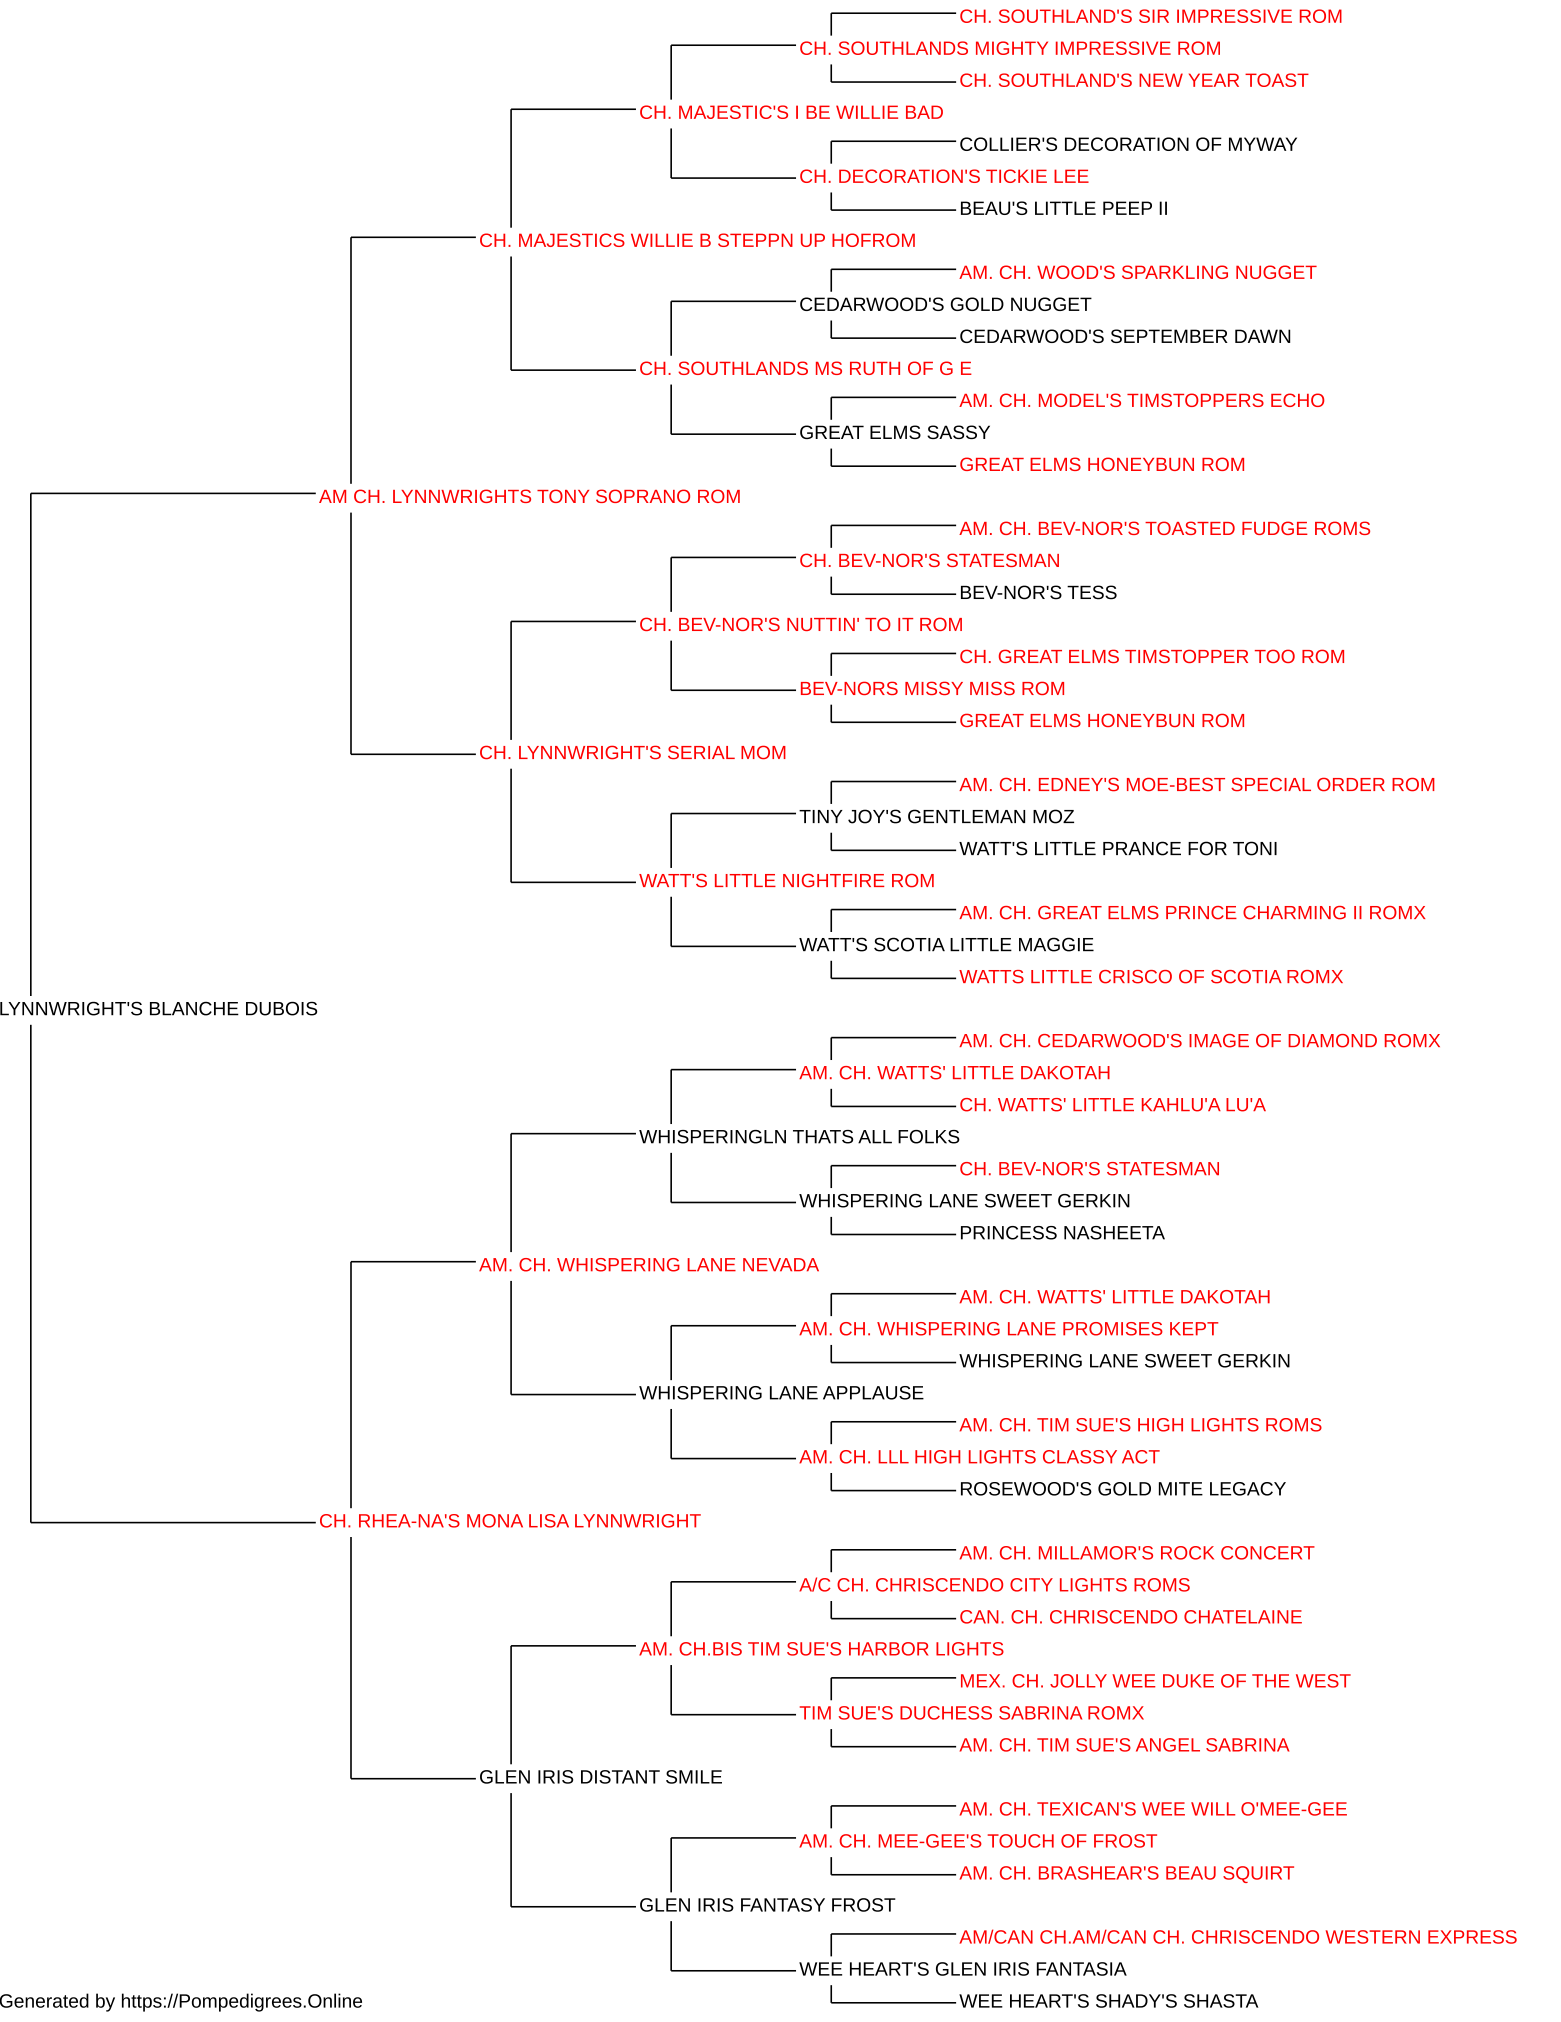 CH. SOUTHLAND'S SIR IMPRESSIVE ROM
CH. SOUTHLANDS MIGHTY IMPRESSIVE ROM
CH. SOUTHLAND'S NEW YEAR TOAST
CH. MAJESTIC'S I BE WILLIE BAD
COLLIER'S DECORATION OF MYWAY
CH. DECORATION'S TICKIE LEE
BEAU'S LITTLE PEEP II
CH. MAJESTICS WILLIE B STEPPN UP HOFROM
AM. CH. WOOD'S SPARKLING NUGGET
CEDARWOOD'S GOLD NUGGET
CEDARWOOD'S SEPTEMBER DAWN
CH. SOUTHLANDS MS RUTH OF G E
AM. CH. MODEL'S TIMSTOPPERS ECHO
GREAT ELMS SASSY
GREAT ELMS HONEYBUN ROM
AM CH. LYNNWRIGHTS TONY SOPRANO ROM
AM. CH. BEV-NOR'S TOASTED FUDGE ROMS
CH. BEV-NOR'S STATESMAN
BEV-NOR'S TESS
CH. BEV-NOR'S NUTTIN' TO IT ROM
CH. GREAT ELMS TIMSTOPPER TOO ROM
BEV-NORS MISSY MISS ROM
GREAT ELMS HONEYBUN ROM
CH. LYNNWRIGHT'S SERIAL MOM
AM. CH. EDNEY'S MOE-BEST SPECIAL ORDER ROM
TINY JOY'S GENTLEMAN MOZ
WATT'S LITTLE PRANCE FOR TONI
WATT'S LITTLE NIGHTFIRE ROM
AM. CH. GREAT ELMS PRINCE CHARMING II ROMX
WATT'S SCOTIA LITTLE MAGGIE
WATTS LITTLE CRISCO OF SCOTIA ROMX
LYNNWRIGHT'S BLANCHE DUBOIS
AM. CH. CEDARWOOD'S IMAGE OF DIAMOND ROMX
AM. CH. WATTS' LITTLE DAKOTAH
CH. WATTS' LITTLE KAHLU'A LU'A
WHISPERINGLN THATS ALL FOLKS
CH. BEV-NOR'S STATESMAN
WHISPERING LANE SWEET GERKIN
PRINCESS NASHEETA
AM. CH. WHISPERING LANE NEVADA
AM. CH. WATTS' LITTLE DAKOTAH
AM. CH. WHISPERING LANE PROMISES KEPT
WHISPERING LANE SWEET GERKIN
WHISPERING LANE APPLAUSE
AM. CH. TIM SUE'S HIGH LIGHTS ROMS
AM. CH. LLL HIGH LIGHTS CLASSY ACT
ROSEWOOD'S GOLD MITE LEGACY
CH. RHEA-NA'S MONA LISA LYNNWRIGHT
AM. CH. MILLAMOR'S ROCK CONCERT
A/C CH. CHRISCENDO CITY LIGHTS ROMS
CAN. CH. CHRISCENDO CHATELAINE
AM. CH.BIS TIM SUE'S HARBOR LIGHTS
MEX. CH. JOLLY WEE DUKE OF THE WEST
TIM SUE'S DUCHESS SABRINA ROMX
AM. CH. TIM SUE'S ANGEL SABRINA
GLEN IRIS DISTANT SMILE
AM. CH. TEXICAN'S WEE WILL O'MEE-GEE
AM. CH. MEE-GEE'S TOUCH OF FROST
AM. CH. BRASHEAR'S BEAU SQUIRT
GLEN IRIS FANTASY FROST
AM/CAN CH.AM/CAN CH. CHRISCENDO WESTERN EXPRESS
WEE HEART'S GLEN IRIS FANTASIA
WEE HEART'S SHADY'S SHASTA
Generated by https://Pompedigrees.Online